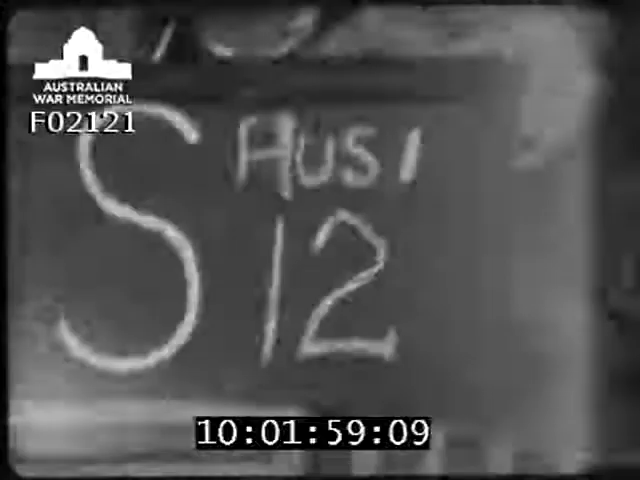 AUSTRALIAN
WAR MEMORIAL
F02121
S
AUS 1
12
10:01:59:09